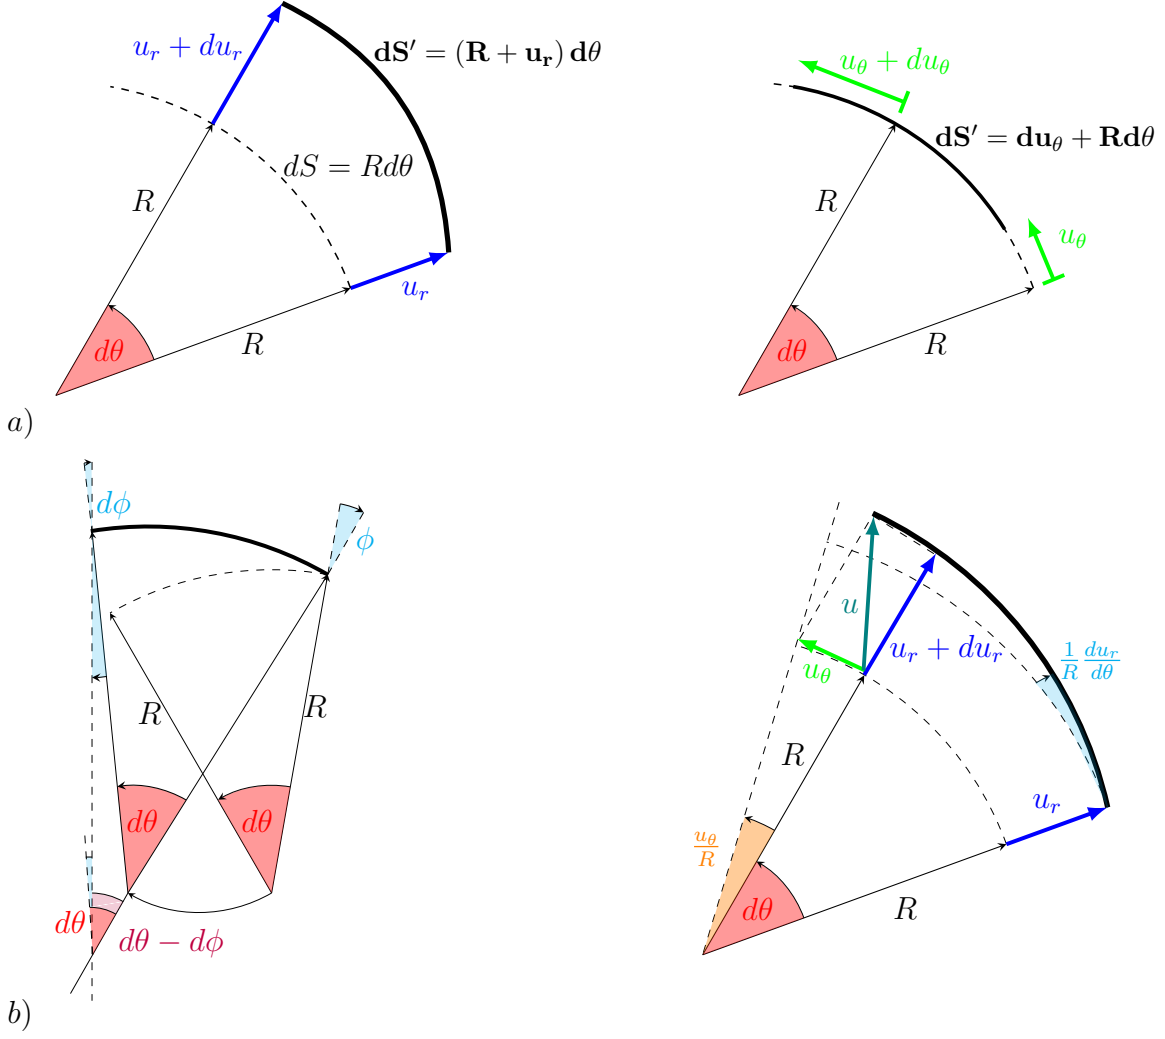 u_r + du_r
dS′ = (R + u_r) dθ
dS = Rdθ
R
u_r
R
dθ
u_θ + du_θ
dS′ = du_θ + Rdθ
R
u_θ
R
dθ
a)
dϕ
ϕ
R
R
dθ
dθ
dθ
dθ − dϕ
u
u_r + du_r
1/R du_r/dθ
u_θ
R
u_r
u_θ/R
dθ
R
b)